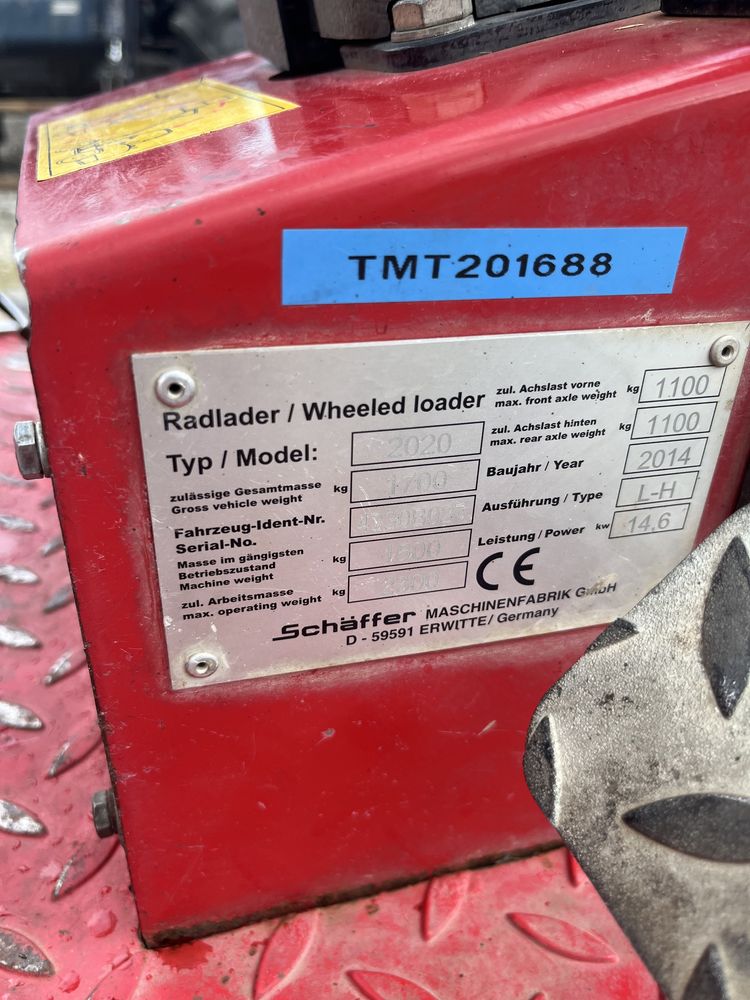 TMT201688
Radlader / Wheeled loader
Typ / Model: 2020
zulässige Gesamtmasse
Gross vehicle weight kg 1700
Fahrzeug-Ident-Nr.
Serial-No.
Masse im gängigsten
Betriebszustand
Machine weight kg 1600
zul. Arbeitsmasse
max. operating weight kg
zul. Achslast vorne
max. front axle weight kg 1100
zul. Achslast hinten
max. rear axle weight kg 1100
Baujahr / Year 2014
Ausführung / Type L-H
Leistung / Power kw 14,6
CE
Schäffer MASCHINENFABRIK GmbH
D - 59591 ERWITTE / Germany